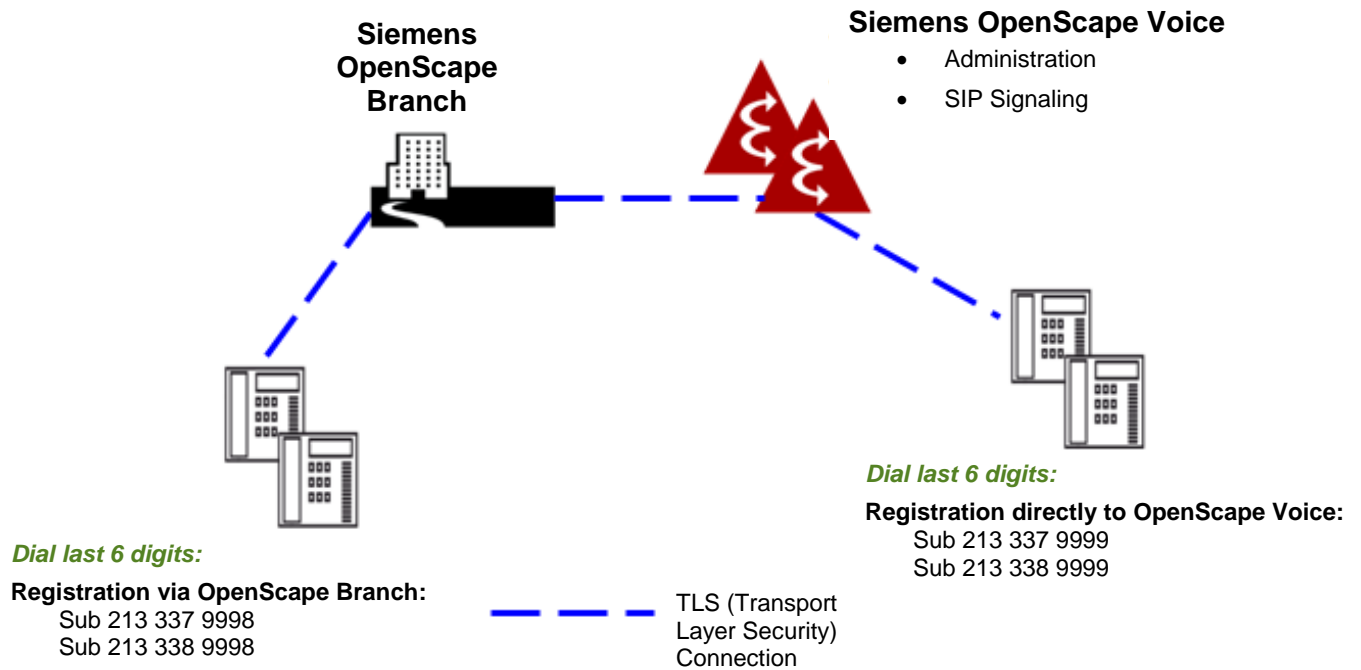 Siemens
OpenScape
Branch
Siemens OpenScape Voice
• Administration
• SIP Signaling
Dial last 6 digits:
Registration directly to OpenScape Voice:
Sub 213 337 9999
Sub 213 338 9999
Dial last 6 digits:
Registration via OpenScape Branch:
Sub 213 337 9998
Sub 213 338 9998
TLS (Transport
Layer Security)
Connection